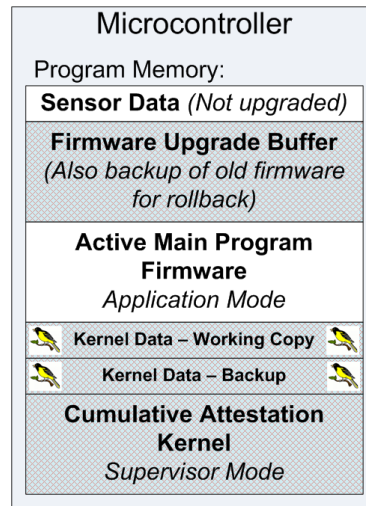 Microcontroller
Program Memory:
Sensor Data (Not upgraded)
Firmware Upgrade Buffer
(Also backup of old firmware
for rollback)
Active Main Program
Firmware
Application Mode
Kernel Data – Working Copy
Kernel Data – Backup
Cumulative Attestation
Kernel
Supervisor Mode